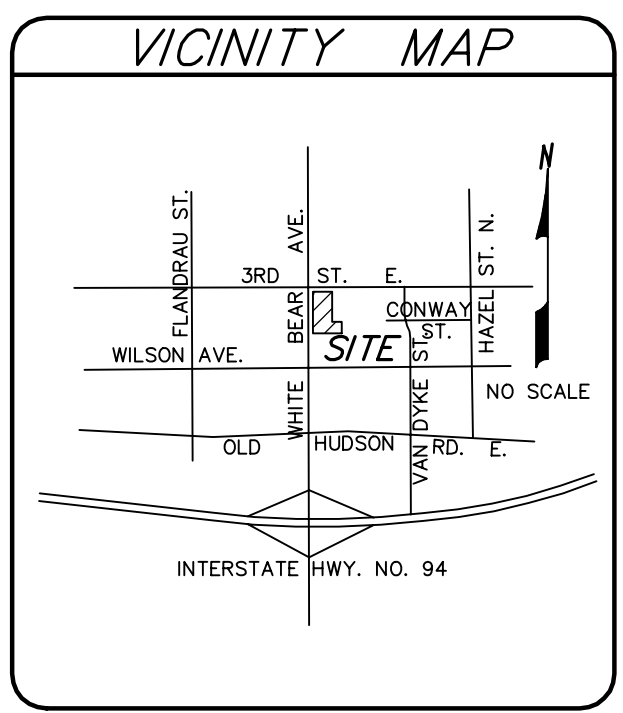 VICINITY MAP
N
FLANDRAU ST.
WHITE BEAR AVE.
HAZEL ST. N.
3RD ST. E.
CONWAY ST.
SITE
WILSON AVE.
VAN DYKE ST.
NO SCALE
OLD HUDSON RD. E.
INTERSTATE HWY. NO. 94